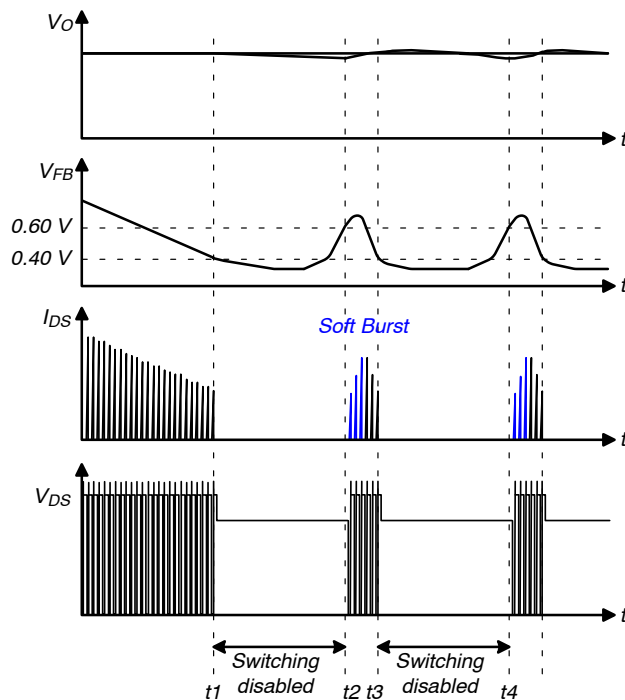 VO
t
VFB
0.60 V
0.40 V
t
IDS
Soft Burst
t
VDS
t
Switching
disabled
Switching
disabled
t1
t2
t3
t4